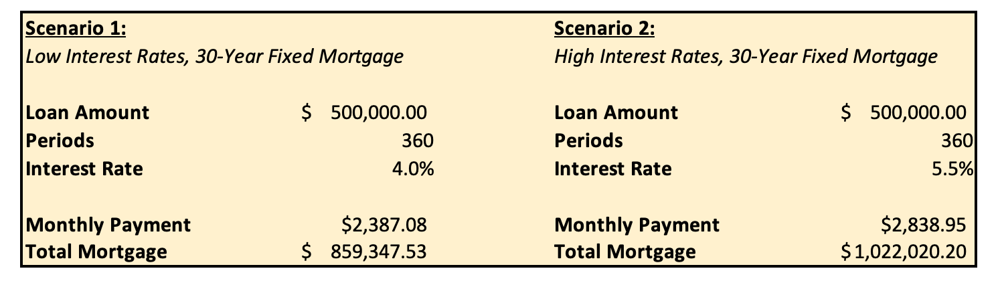 Scenario 1:
Low Interest Rates, 30-Year Fixed Mortgage
Loan Amount $ 500,000.00
Periods 360
Interest Rate 4.0%
Monthly Payment $2,387.08
Total Mortgage $ 859,347.53
Scenario 2:
High Interest Rates, 30-Year Fixed Mortgage
Loan Amount $ 500,000.00
Periods 360
Interest Rate 5.5%
Monthly Payment $2,838.95
Total Mortgage $1,022,020.20